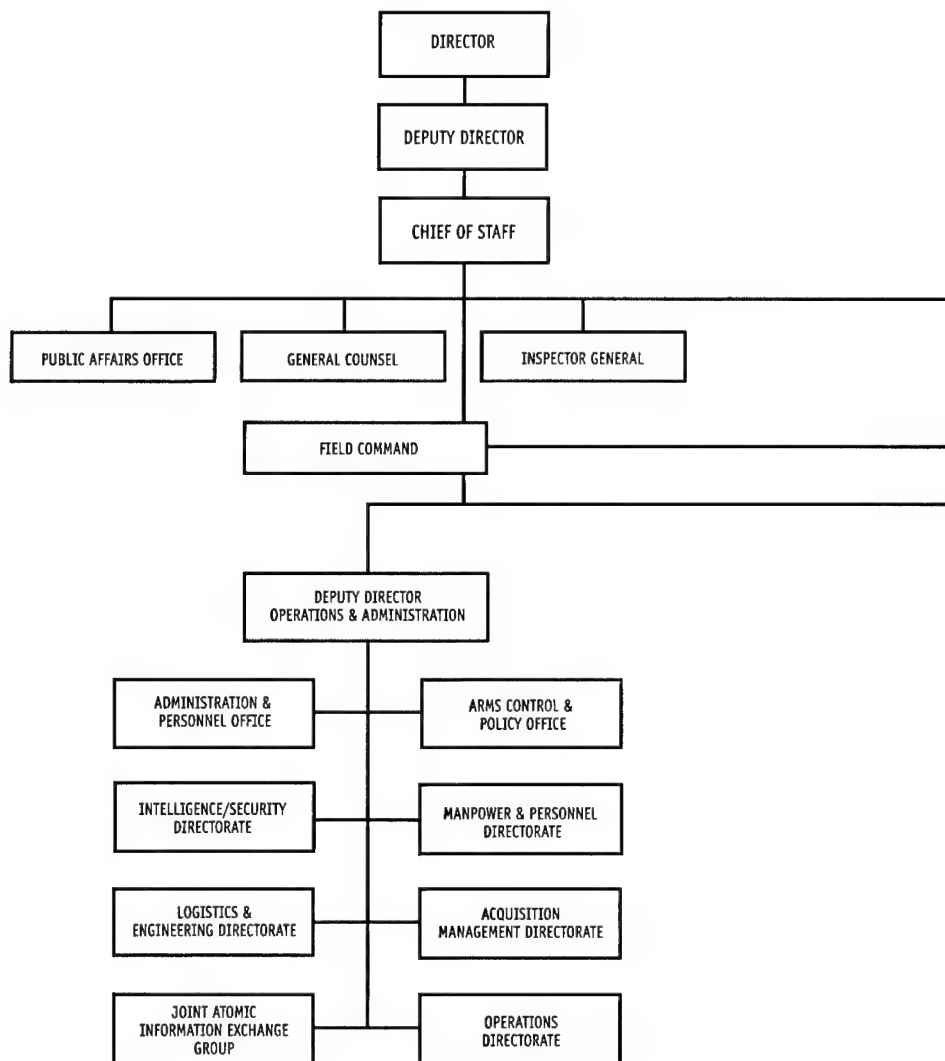 DIRECTOR
DEPUTY DIRECTOR
CHIEF OF STAFF
PUBLIC AFFAIRS OFFICE
GENERAL COUNSEL
INSPECTOR GENERAL
FIELD COMMAND
DEPUTY DIRECTOR
OPERATIONS & ADMINISTRATION
ADMINISTRATION &
PERSONNEL OFFICE
ARMS CONTROL &
POLICY OFFICE
INTELLIGENCE/SECURITY
DIRECTORATE
MANPOWER & PERSONNEL
DIRECTORATE
LOGISTICS &
ENGINEERING DIRECTORATE
ACQUISITION
MANAGEMENT DIRECTORATE
JOINT ATOMIC
INFORMATION EXCHANGE
GROUP
OPERATIONS
DIRECTORATE